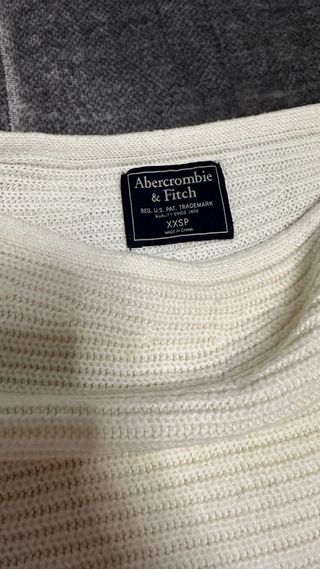 Abercrombie
& Fitch
REG. U.S. PAT. TRADEMARK
QUALITY SINCE 1892
XXSP
MADE IN CHINA